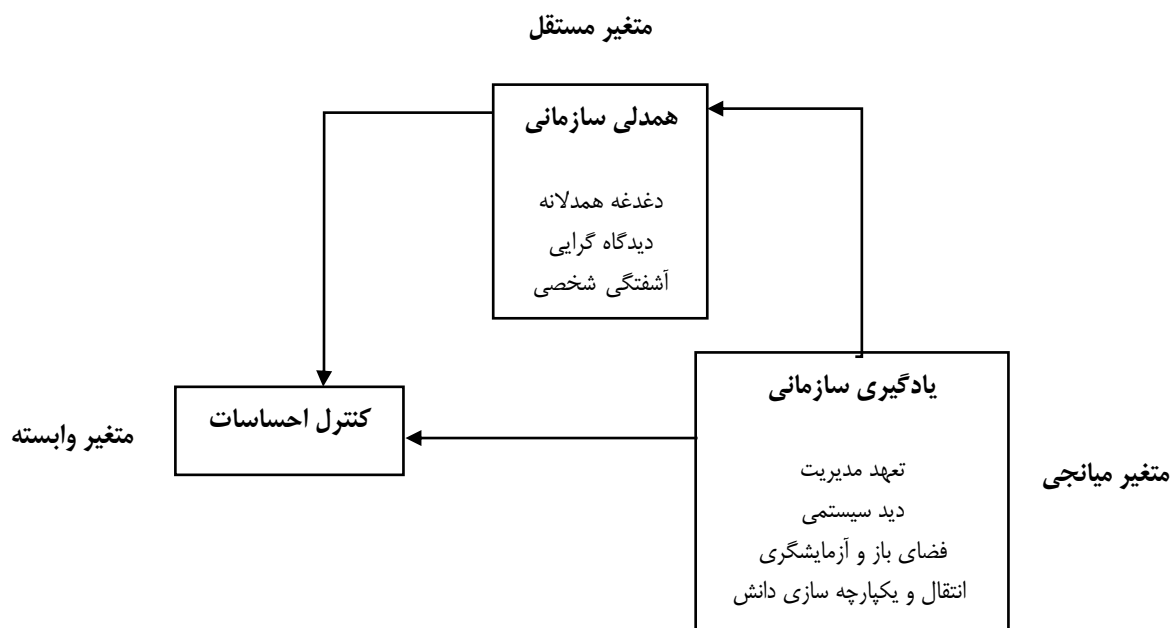 متغیر مستقل
همدلی سازمانی
دغدغه همدلانه
دیدگاه گرایی
آشفتگی شخصی
یادگیری سازمانی
تعهد مدیریت
دید سیستمی
فضای باز و آزمایشگری
انتقال و یکپارچه سازی دانش
متغیر میانجی
کنترل احساسات
متغیر وابسته